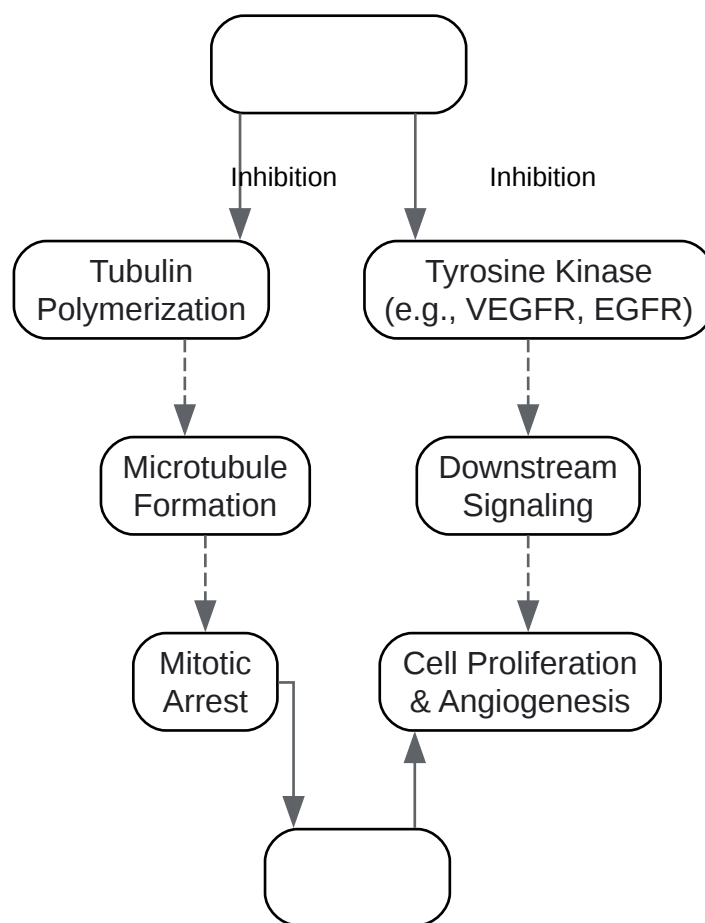 Inhibition
Inhibition
Tubulin
Polymerization
Tyrosine Kinase
(e.g., VEGFR, EGFR)
Microtubule
Formation
Downstream
Signaling
Mitotic
Arrest
Cell Proliferation
& Angiogenesis